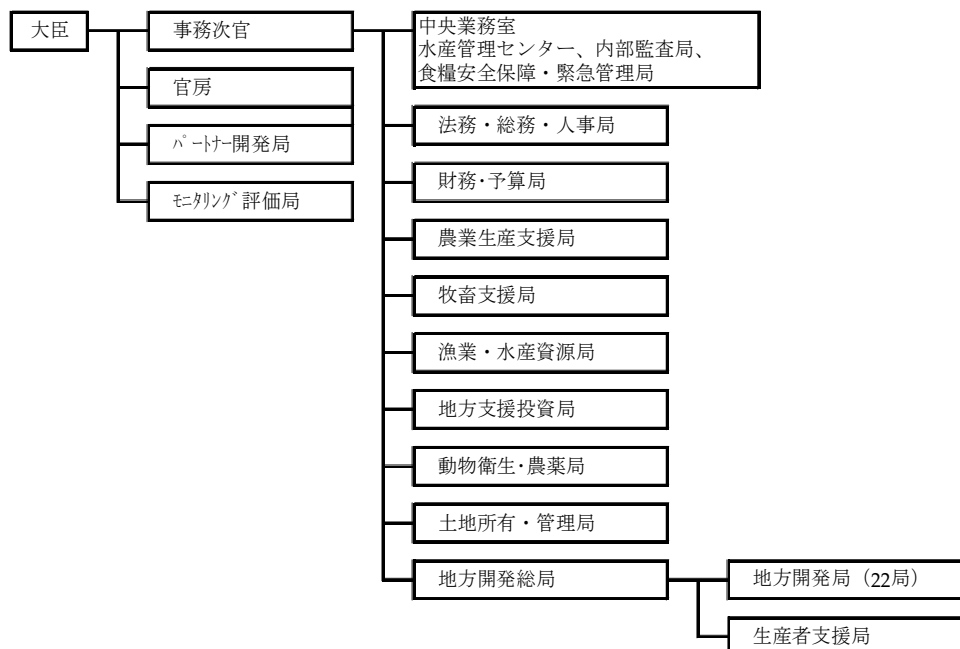 大臣
事務次官
官房
ﾊﾟｰﾄﾅｰ開発局
ﾓﾆﾀﾘﾝｸﾞ評価局
中央業務室
水産管理センター、内部監査局、
食糧安全保障・緊急管理局
法務・総務・人事局
財務・予算局
農業生産支援局
牧畜支援局
漁業・水産資源局
地方支援投資局
動物衛生・農薬局
土地所有・管理局
地方開発総局
地方開発局（22局）
生産者支援局